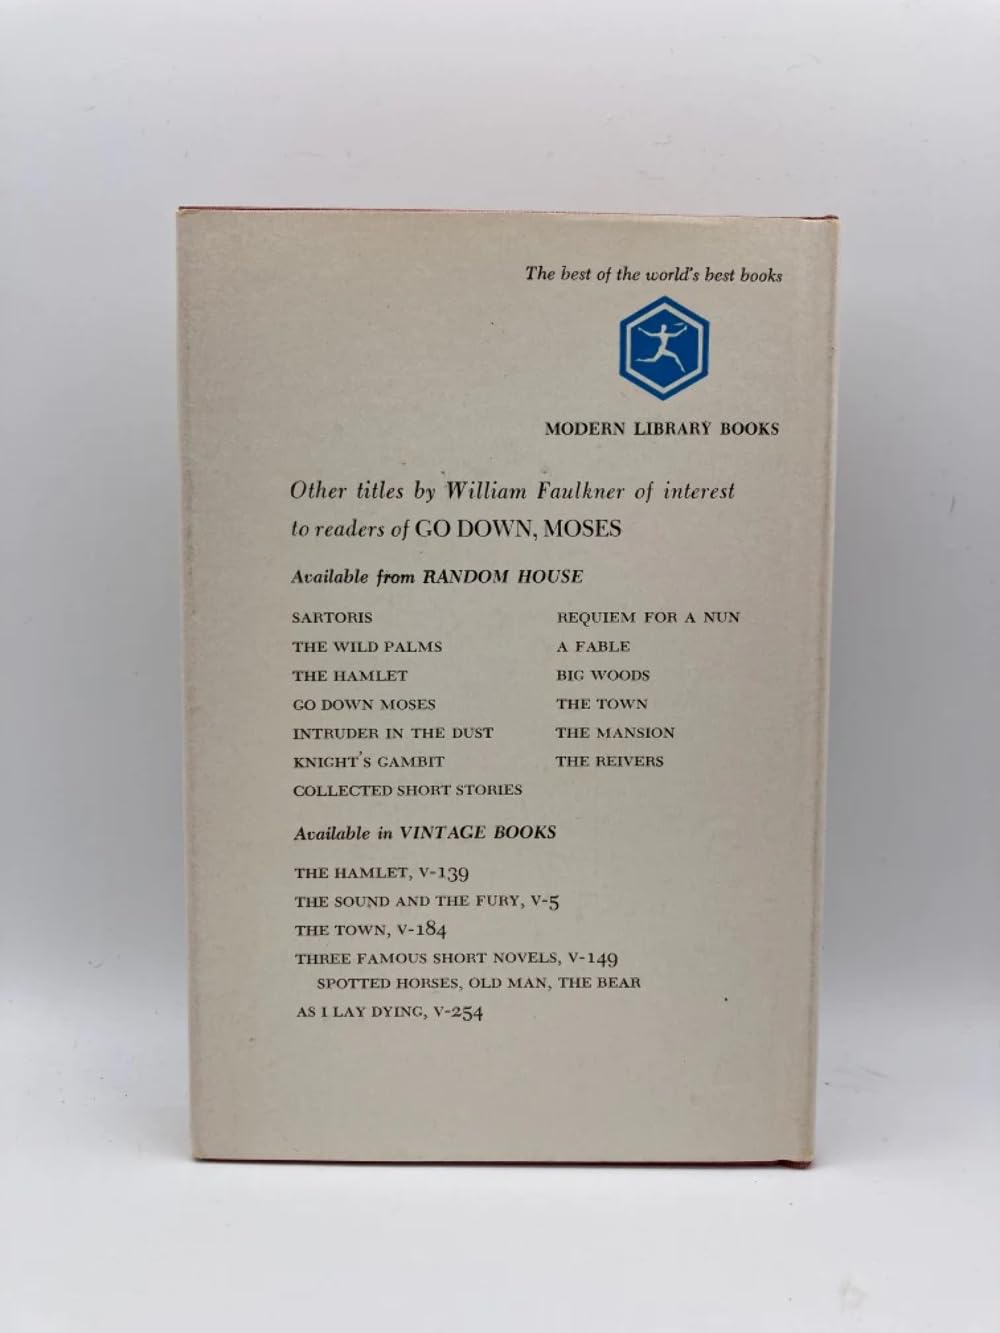 The best of the world's best books
MODERN LIBRARY BOOKS
Other titles by William Faulkner of interest
to readers of GO DOWN, MOSES
Available from RANDOM HOUSE
SARTORIS
THE WILD PALMS
THE HAMLET
GO DOWN MOSES
INTRUDER IN THE DUST
KNIGHT'S GAMBIT
COLLECTED SHORT STORIES
REQUIEM FOR A NUN
A FABLE
BIG WOODS
THE TOWN
THE MANSION
THE REIVERS
Available in VINTAGE BOOKS
THE HAMLET, V-139
THE SOUND AND THE FURY, V-5
THE TOWN, V-184
THREE FAMOUS SHORT NOVELS, V-149
SPOTTED HORSES, OLD MAN, THE BEAR
AS I LAY DYING, V-254